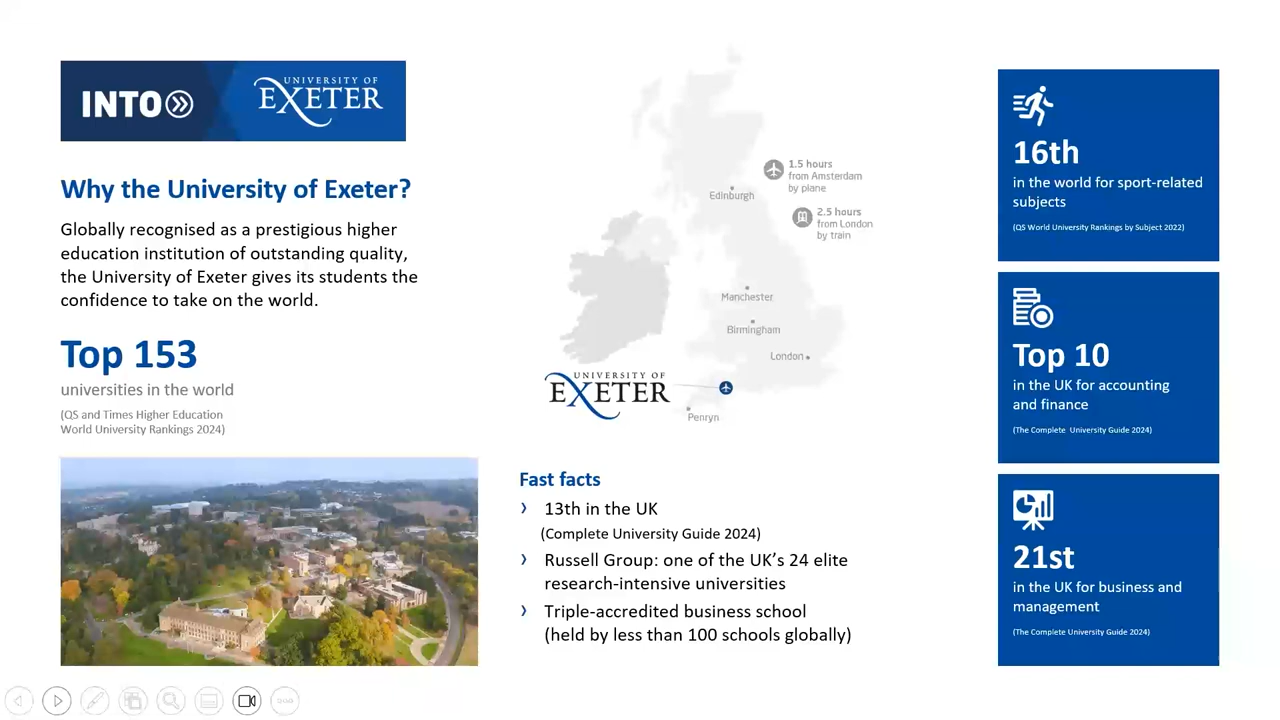 INTO
UNIVERSITY OF
EXETER
Why the University of Exeter?
Globally recognised as a prestigious higher
education institution of outstanding quality,
the University of Exeter gives its students the
confidence to take on the world.
Top 153
universities in the world
(QS and Times Higher Education
World University Rankings 2024)
1.5 hours
from Amsterdam
by plane
Edinburgh
2.5 hours
from London
by train
Manchester
Birmingham
London
UNIVERSITY OF
EXETER
Penryn
Fast facts
13th in the UK
(Complete University Guide 2024)
Russell Group: one of the UK’s 24 elite
research-intensive universities
Triple-accredited business school
(held by less than 100 schools globally)
16th
in the world for sport-related
subjects
(QS World University Rankings by Subject 2022)
Top 10
in the UK for accounting
and finance
(The Complete University Guide 2024)
21st
in the UK for business and
management
(The Complete University Guide 2024)